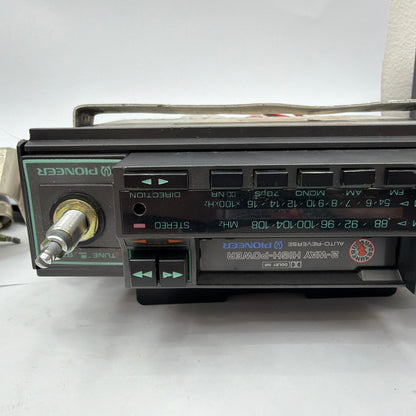 DOLBY NR
2-WAY HIGH-POWER
AUTO-REVERSE
PIONEER
TUNE
88 92 96 100 104 108 MHz
STEREO
54 6 7 8 9 10 12 14 16 ×100kHz
FM AM MONO 70µS NR DIRECTION
PIONEER